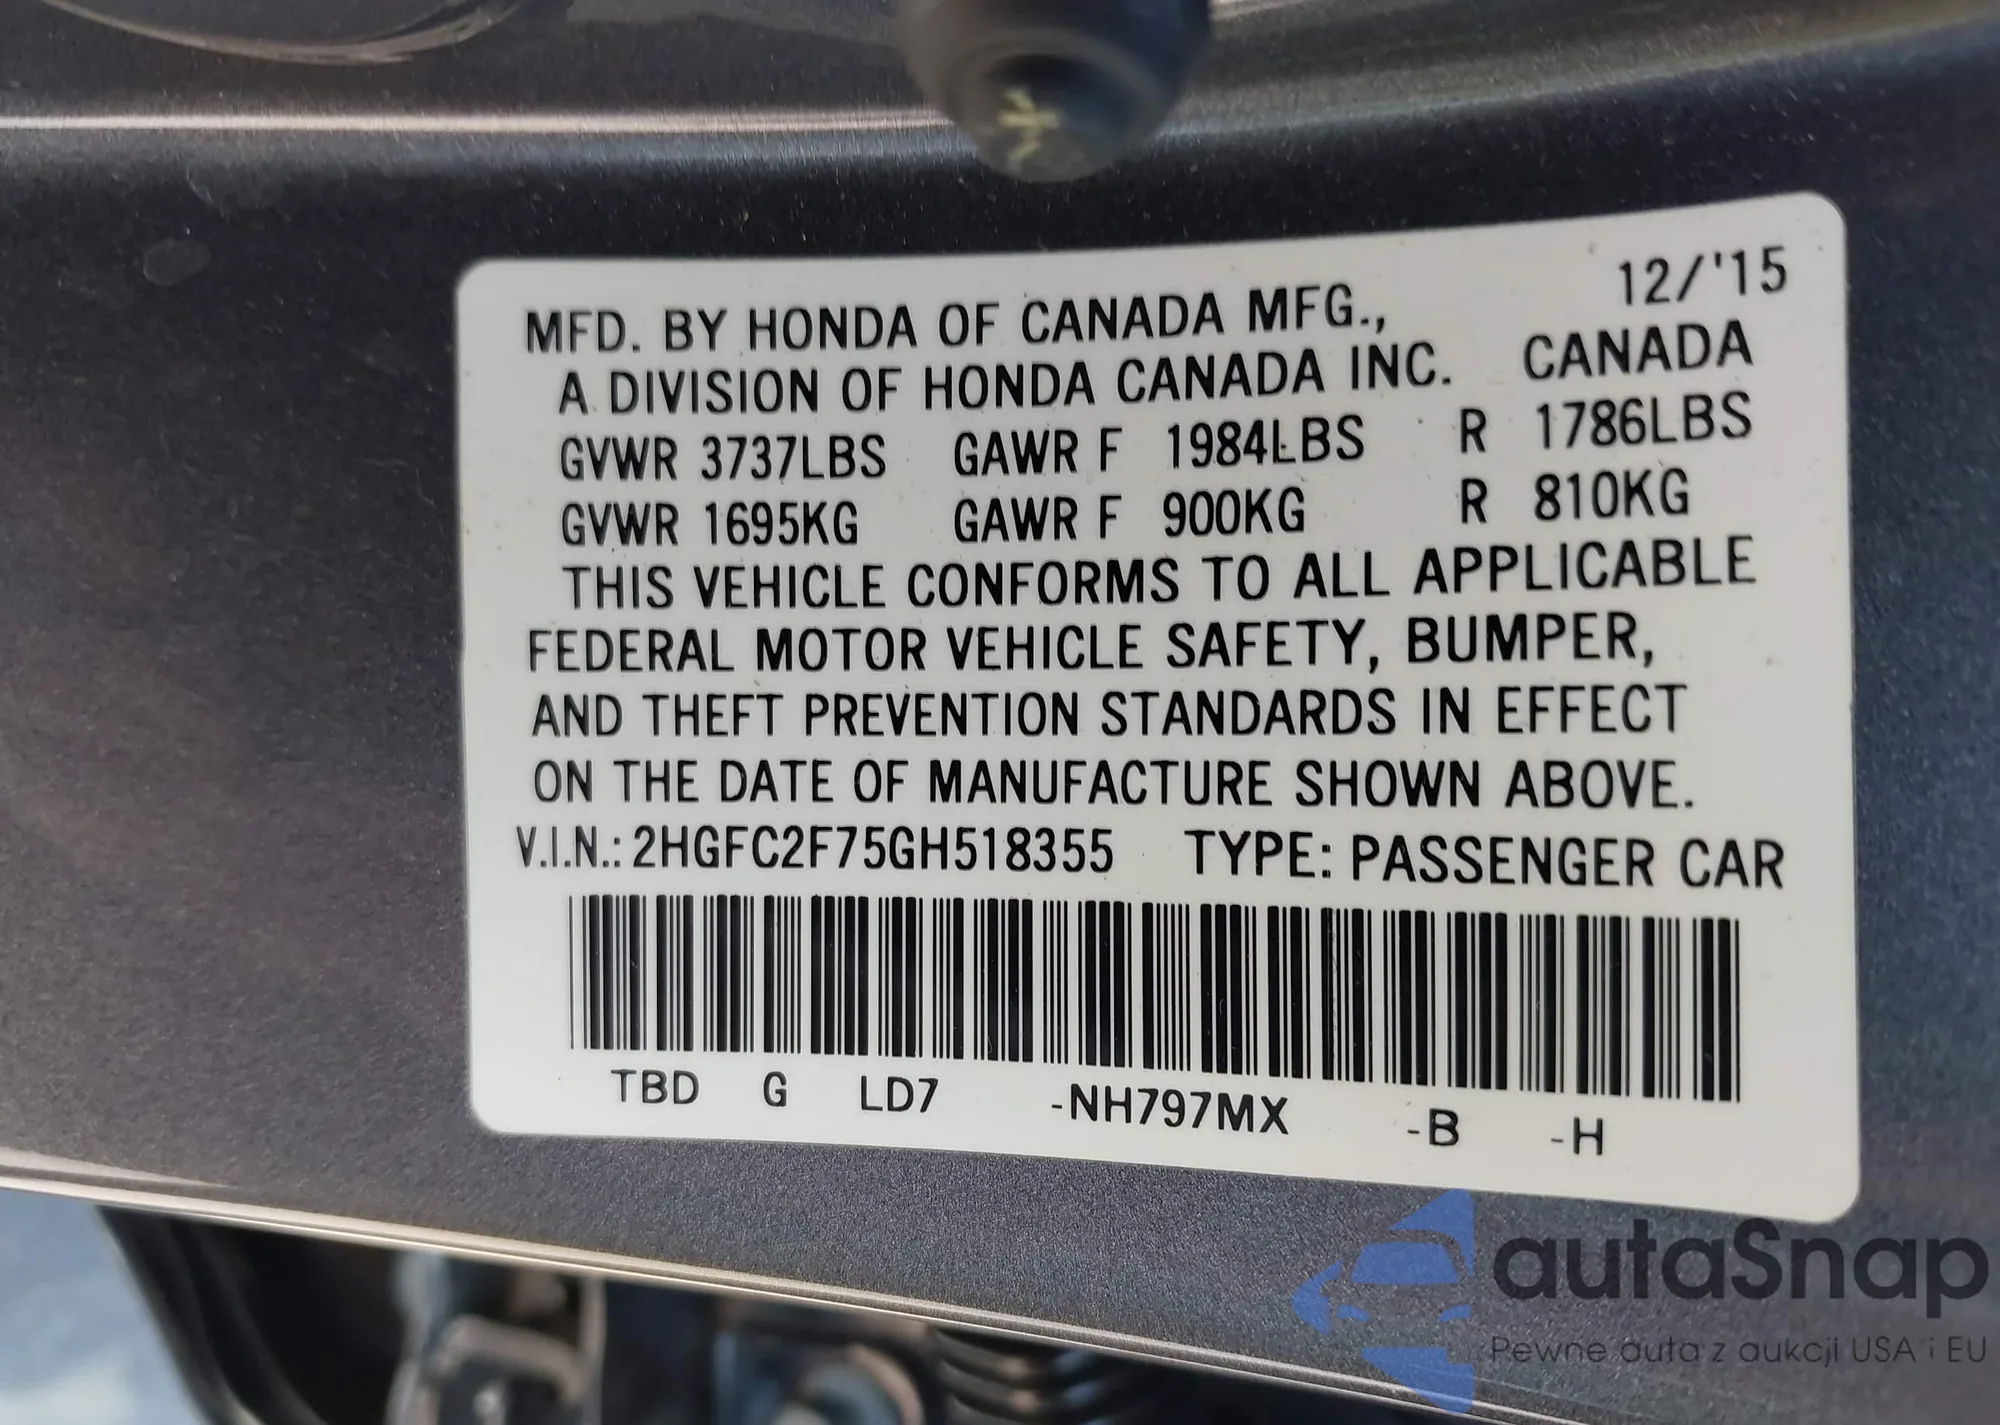 12/'15
MFD. BY HONDA OF CANADA MFG.,
A DIVISION OF HONDA CANADA INC. CANADA
GVWR 3737LBS GAWR F 1984LBS R 1786LBS
GVWR 1695KG GAWR F 900KG R 810KG
THIS VEHICLE CONFORMS TO ALL APPLICABLE
FEDERAL MOTOR VEHICLE SAFETY, BUMPER,
AND THEFT PREVENTION STANDARDS IN EFFECT
ON THE DATE OF MANUFACTURE SHOWN ABOVE.
V.I.N.: 2HGFC2F75GH518355 TYPE: PASSENGER CAR
TBD G LD7 -NH797MX -B -H
autaSnap
Pewne auta z aukcji USA i EU